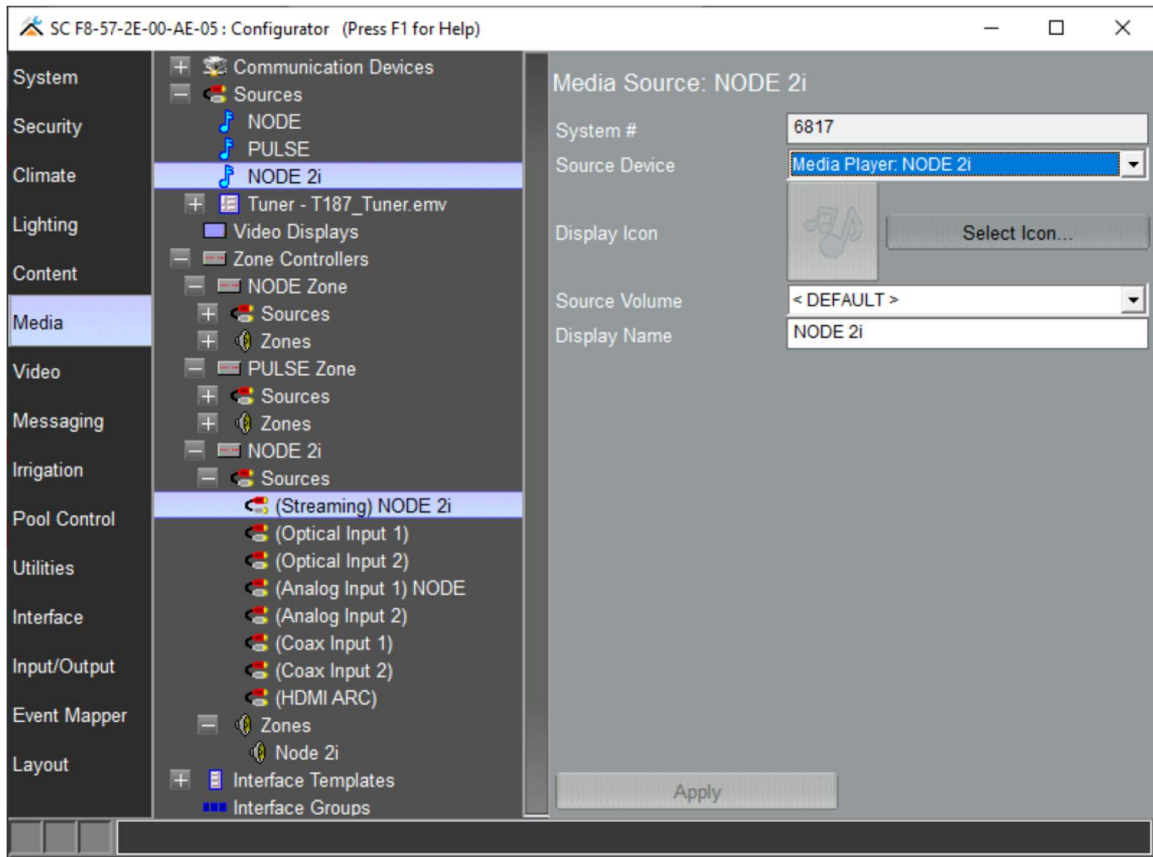 SC F8-57-2E-00-AE-05 : Configurator (Press F1 for Help)
System
Security
Climate
Lighting
Content
Media
Video
Messaging
Irrigation
Pool Control
Utilities
Interface
Input/Output
Event Mapper
Layout
Communication Devices
Sources
NODE
PULSE
NODE 2i
Tuner - T187_Tuner.emv
Video Displays
Zone Controllers
NODE Zone
Sources
Zones
PULSE Zone
Sources
Zones
NODE 2i
Sources
(Streaming) NODE 2i
(Optical Input 1)
(Optical Input 2)
(Analog Input 1) NODE
(Analog Input 2)
(Coax Input 1)
(Coax Input 2)
(HDMI ARC)
Zones
Node 2i
Interface Templates
Interface Groups
Media Source: NODE 2i
System # 6817
Source Device Media Player: NODE 2i
Display Icon Select Icon...
Source Volume < DEFAULT >
Display Name NODE 2i
Apply